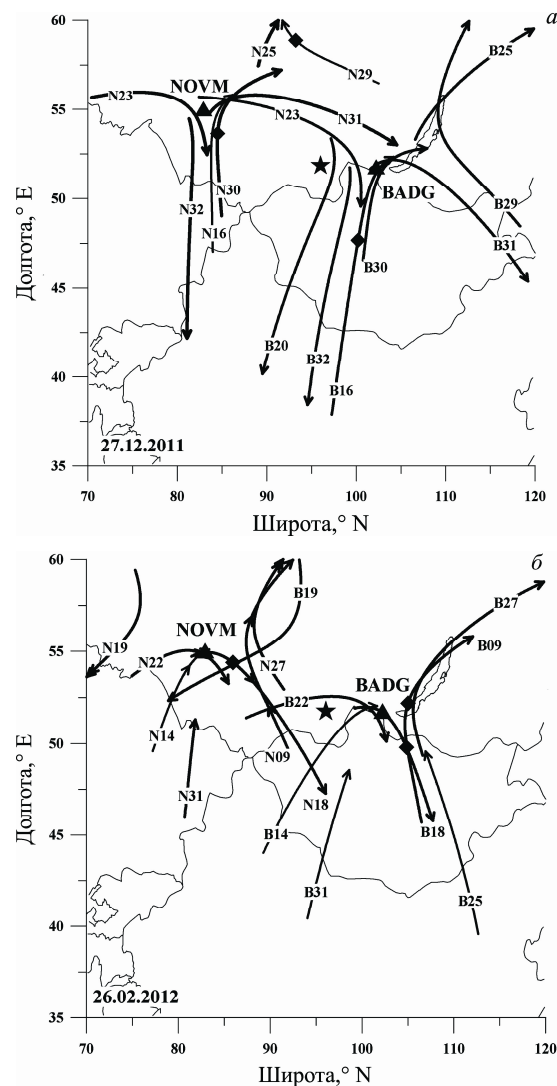 а
60
55
50
45
40
35
Долгота,° E
N25
N29
B25
NOVM
N23
N23
N31
BADG
N32
N30
N16
B29
B31
B30
B20
B32
B16
27.12.2011
70
80
90
100
110
120
Широта,° N
б
60
55
50
45
40
35
Долгота,° E
B19
B27
N19
NOVM
B09
N22
N27
BADG
B22
N14
N09
N31
N18
B14
B18
B31
B25
26.02.2012
70
80
90
100
110
120
Широта,° N